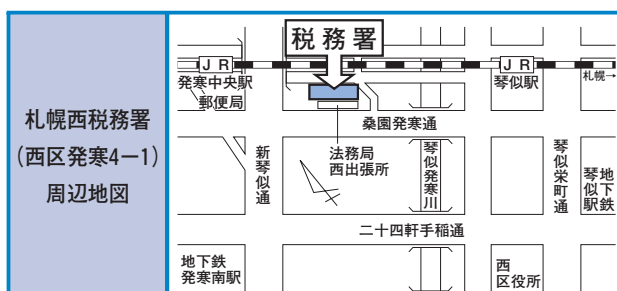 札幌西税務署
(西区発寒4−1)
周辺地図
税務署
JR
発寒中央駅
郵便局
JR
琴似駅
札幌→
桑園発寒通
法務局
西出張所
新琴似通
琴似発寒川
琴似栄町通
地下鉄
琴似駅
二十四軒手稲通
地下鉄
発寒南駅
西
区役所